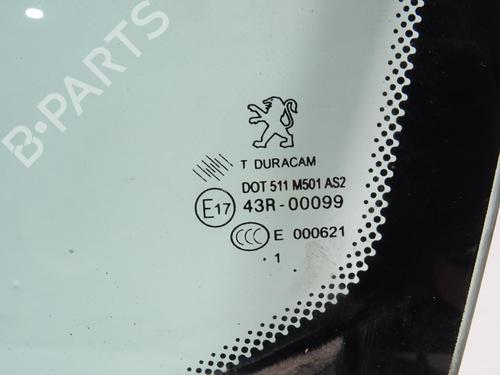 B-PARTS
T DURACAM
DOT 511 M501 AS2
E17 43R-00099
CCC E 000621
1